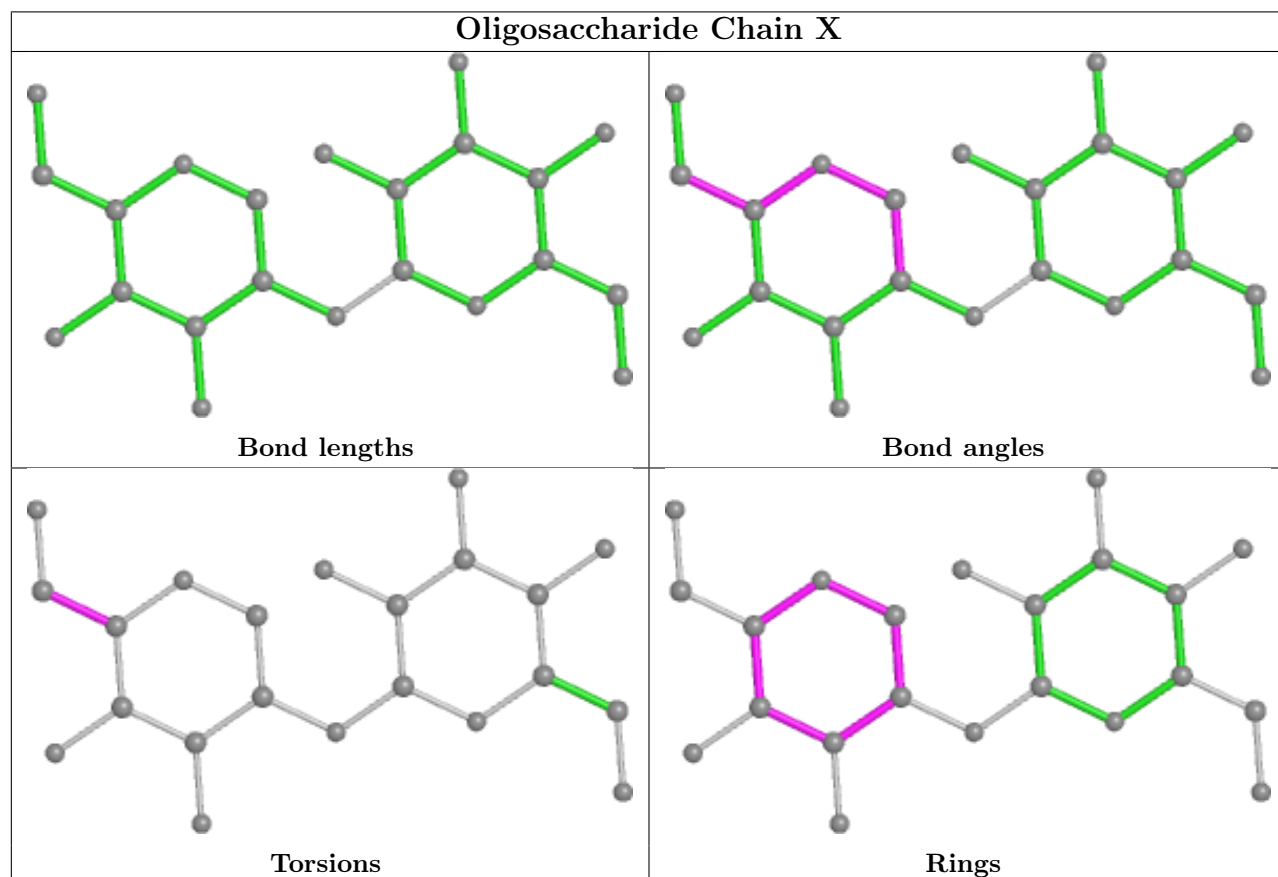 Oligosaccharide Chain X
Bond lengths
Bond angles
Torsions
Rings